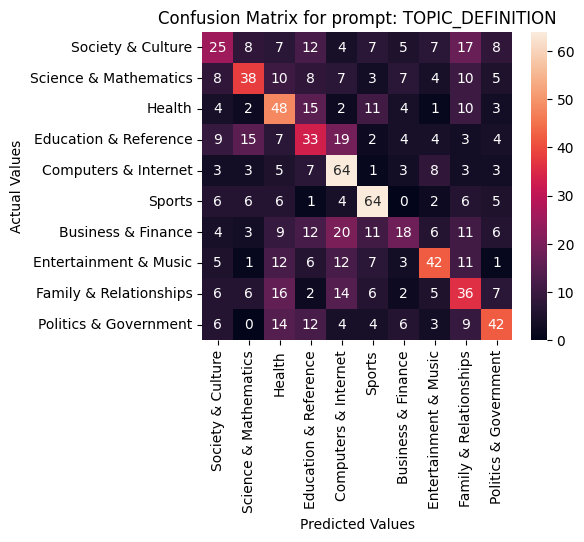 Confusion Matrix for prompt: TOPIC_DEFINITION
Society & Culture 25 8 7 12 4 7 5 7 17 8
Science & Mathematics 8 38 10 8 7 3 7 4 10 5
Health 4 2 48 15 2 11 4 1 10 3
Education & Reference 9 15 7 33 19 2 4 4 3 4
Computers & Internet 3 3 5 7 64 1 3 8 3 3
Sports 6 6 6 1 4 64 0 2 6 5
Business & Finance 4 3 9 12 20 11 18 6 11 6
Entertainment & Music 5 1 12 6 12 7 3 42 11 1
Family & Relationships 6 6 16 2 14 6 2 5 36 7
Politics & Government 6 0 14 12 4 4 6 3 9 42
Actual Values
60
50
40
30
20
10
0
Society & Culture
Science & Mathematics
Health
Education & Reference
Computers & Internet
Sports
Business & Finance
Entertainment & Music
Family & Relationships
Politics & Government
Predicted Values